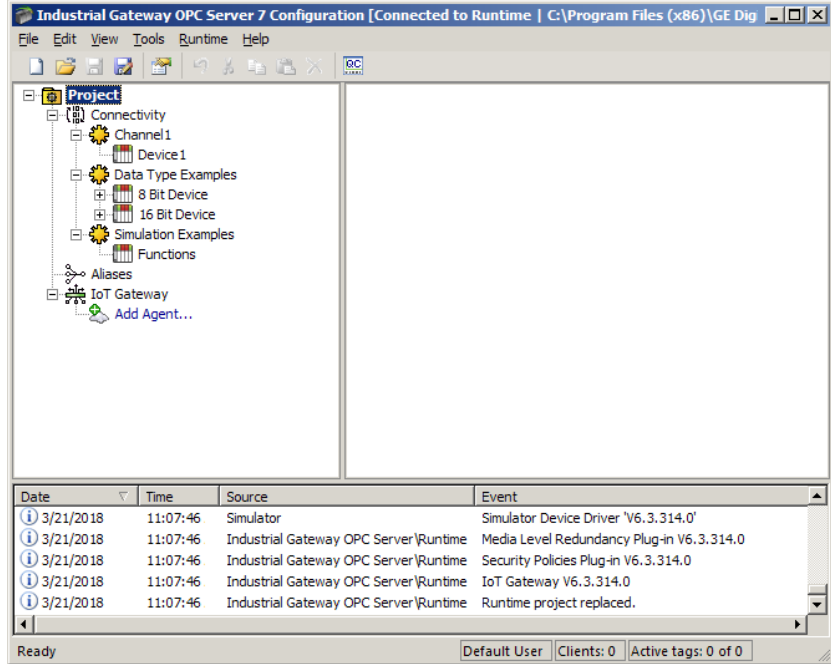 Industrial Gateway OPC Server 7 Configuration [Connected to Runtime | C:\Program Files (x86)\GE Dig
File Edit View Tools Runtime Help
QC
Project
Connectivity
Channel1
Device1
Data Type Examples
8 Bit Device
16 Bit Device
Simulation Examples
Functions
Aliases
IoT Gateway
Add Agent...
Date Time Source Event
3/21/2018 11:07:46 Simulator Simulator Device Driver 'V6.3.314.0'
3/21/2018 11:07:46 Industrial Gateway OPC Server\Runtime Media Level Redundancy Plug-in V6.3.314.0
3/21/2018 11:07:46 Industrial Gateway OPC Server\Runtime Security Policies Plug-in V6.3.314.0
3/21/2018 11:07:46 Industrial Gateway OPC Server\Runtime IoT Gateway V6.3.314.0
3/21/2018 11:07:46 Industrial Gateway OPC Server\Runtime Runtime project replaced.
Ready Default User Clients: 0 Active tags: 0 of 0